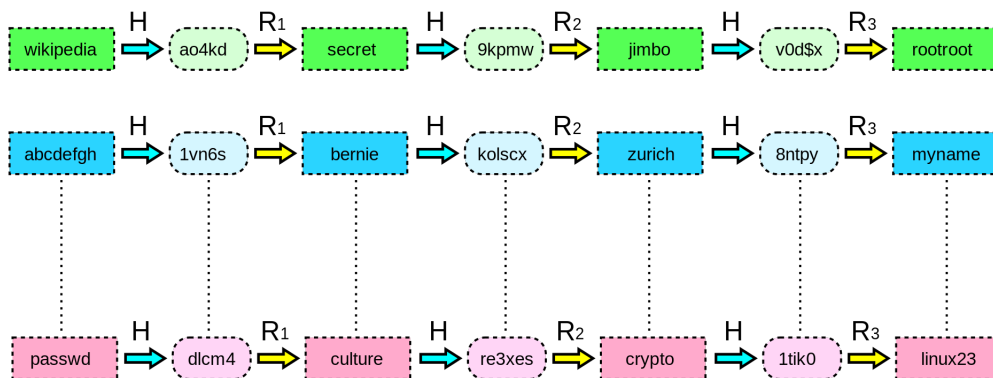 H R1 H R2 H R3
wikipedia ao4kd secret 9kpmw jimbo v0d$x rootroot
H R1 H R2 H R3
abcdefgh 1vn6s bernie kolscx zurich 8ntpy myname
H R1 H R2 H R3
passwd dlcm4 culture re3xes crypto 1tik0 linux23